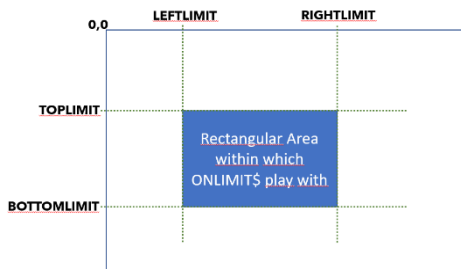 LEFTLIMIT RIGHTLIMIT
0,0
TOPLIMIT
Rectangular Area
within which
ONLIMIT$ play with
BOTTOMLIMIT